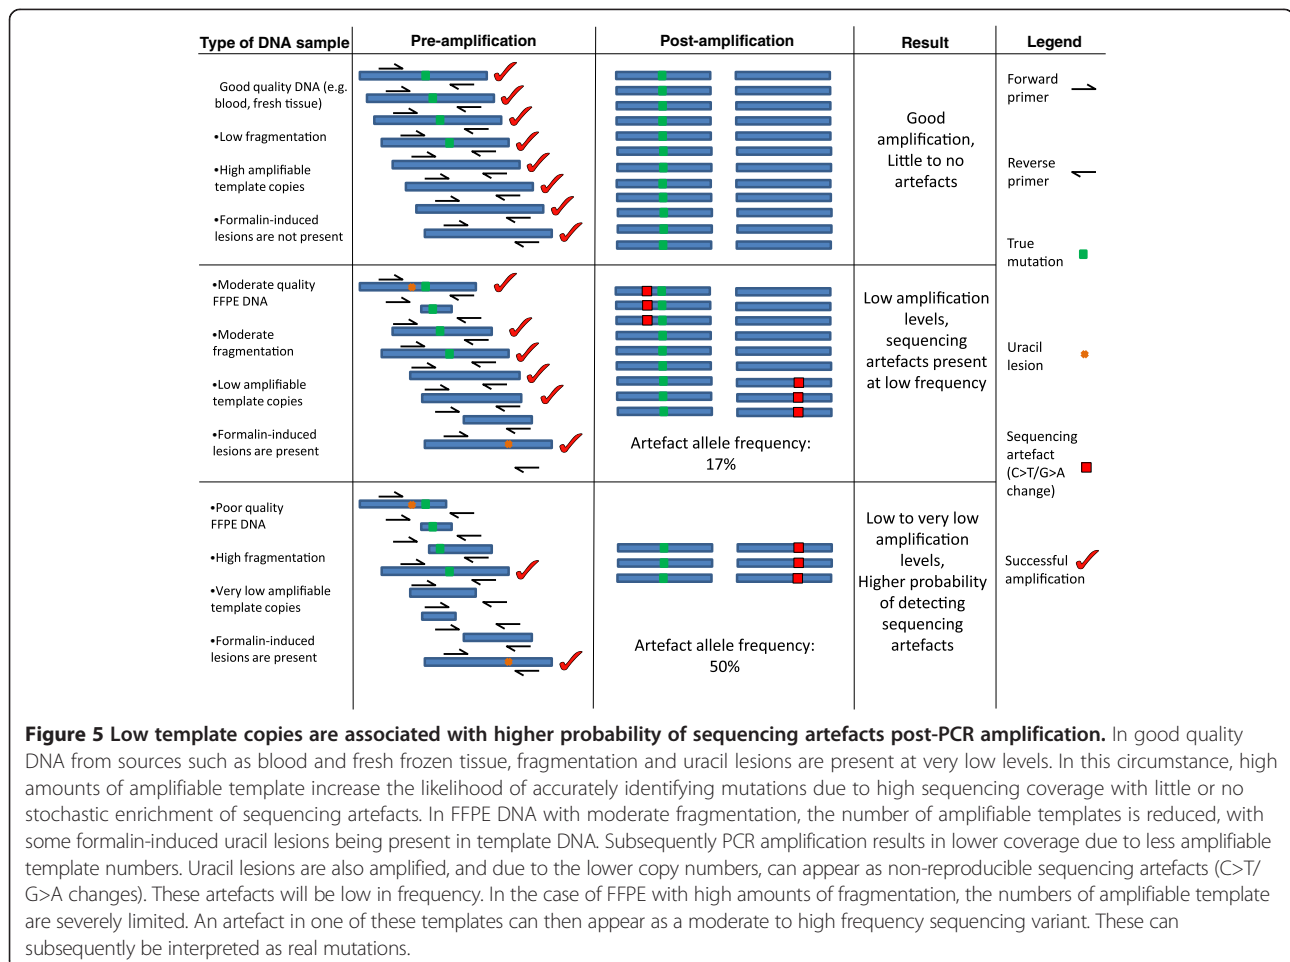 Type of DNA sample
Pre-amplification
Post-amplification
Result
Legend
Good quality DNA (e.g.
blood, fresh tissue)
•Low fragmentation
•High amplifiable
template copies
•Formalin-induced
lesions are not present
Good
amplification,
Little to no
artefacts
•Moderate quality
FFPE DNA
•Moderate
fragmentation
•Low amplifiable
template copies
•Formalin-induced
lesions are present
Artefact allele frequency:
17%
Low amplification
levels,
sequencing
artefacts present
at low frequency
•Poor quality
FFPE DNA
•High fragmentation
•Very low amplifiable
template copies
•Formalin-induced
lesions are present
Artefact allele frequency:
50%
Low to very low
amplification
levels,
Higher probability
of detecting
sequencing
artefacts
Forward
primer
Reverse
primer
True
mutation
Uracil
lesion
Sequencing
artefact
(C>T/G>A
change)
Successful
amplification
Figure 5 Low template copies are associated with higher probability of sequencing artefacts post-PCR amplification. In good quality
DNA from sources such as blood and fresh frozen tissue, fragmentation and uracil lesions are present at very low levels. In this circumstance, high
amounts of amplifiable template increase the likelihood of accurately identifying mutations due to high sequencing coverage with little or no
stochastic enrichment of sequencing artefacts. In FFPE DNA with moderate fragmentation, the number of amplifiable templates is reduced, with
some formalin-induced uracil lesions being present in template DNA. Subsequently PCR amplification results in lower coverage due to less amplifiable
template numbers. Uracil lesions are also amplified, and due to the lower copy numbers, can appear as non-reproducible sequencing artefacts (C>T/
G>A changes). These artefacts will be low in frequency. In the case of FFPE with high amounts of fragmentation, the numbers of amplifiable template
are severely limited. An artefact in one of these templates can then appear as a moderate to high frequency sequencing variant. These can
subsequently be interpreted as real mutations.